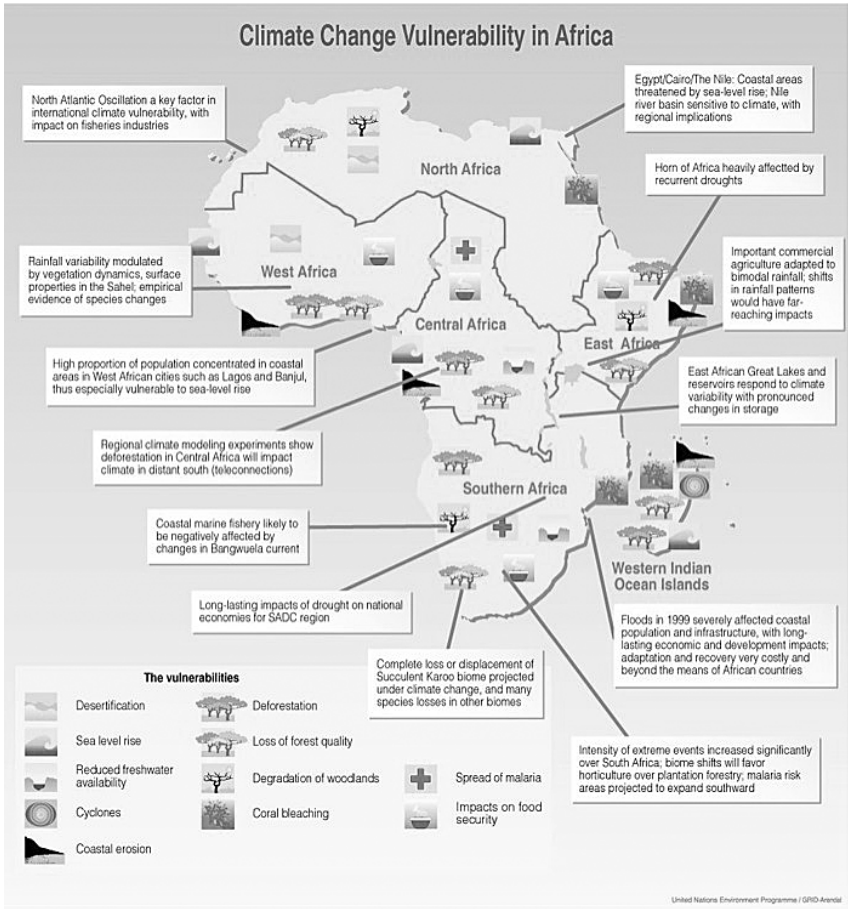 Climate Change Vulnerability in Africa
North Atlantic Oscillation a key factor in
international climate vulnerability, with
impact on fisheries industries
Egypt/Cairo/The Nile: Coastal areas
threatened by sea-level rise; Nile
river basin sensitive to climate, with
regional implications
North Africa
Horn of Africa heavily affectted by
recurrent droughts
Rainfall variability modulated
by vegetation dynamics, surface
properties in the Sahel; empirical
evidence of species changes
West Africa
Important commercial
agriculture adapted to
bimodal rainfall; shifts
in rainfall patterns
would have far-
reaching impacts
Central Africa
East Africa
High proportion of population concentrated in coastal
areas in West African cities such as Lagos and Banjul,
thus especially vulnerable to sea-level rise
East African Great Lakes and
reservoirs respond to climate
variability with pronounced
changes in storage
Regional climate modeling experiments show
deforestation in Central Africa will impact
climate in distant south (teleconnections)
Southern Africa
Coastal marine fishery likely to
be negatively affected by
changes in Bangwuela current
Western Indian
Ocean Islands
Long-lasting impacts of drought on national
economies for SADC region
Floods in 1999 severely affected coastal
population and infrastructure, with long-
lasting economic and development impacts;
adaptation and recovery very costly and
beyond the means of African countries
Complete loss or displacement of
Succulent Karoo biome projected
under climate change, and many
species losses in other biomes
Intensity of extreme events increased significantly
over South Africa; biome shifts will favor
horticulture over plantation forestry; malaria risk
areas projected to expand southward
The vulnerabilities
Desertification
Sea level rise
Reduced freshwater
availability
Cyclones
Coastal erosion
Deforestation
Loss of forest quality
Degradation of woodlands
Coral bleaching
Spread of malaria
Impacts on food
security
United Nations Environment Programme / GRID-Arendal